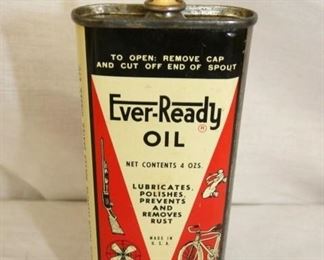 TO OPEN: REMOVE CAP
AND CUT OFF END OF SPOUT
Ever-Ready
®
OIL
NET CONTENTS 4 OZS.
LUBRICATES,
POLISHES,
PREVENTS
AND
REMOVES
RUST
MADE IN
U. S. A.